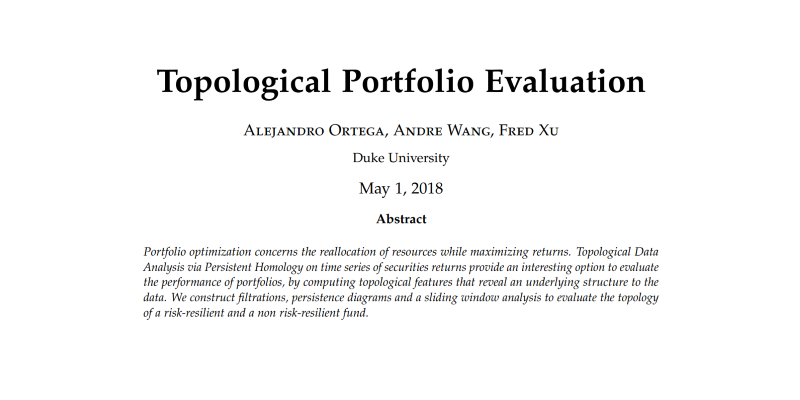 Topological Portfolio Evaluation
Alejandro Ortega, Andre Wang, Fred Xu
Duke University
May 1, 2018
Abstract
Portfolio optimization concerns the reallocation of resources while maximizing returns. Topological Data
Analysis via Persistent Homology on time series of securities returns provide an interesting option to evaluate
the performance of portfolios, by computing topological features that reveal an underlying structure to the
data. We construct filtrations, persistence diagrams and a sliding window analysis to evaluate the topology
of a risk-resilient and a non risk-resilient fund.